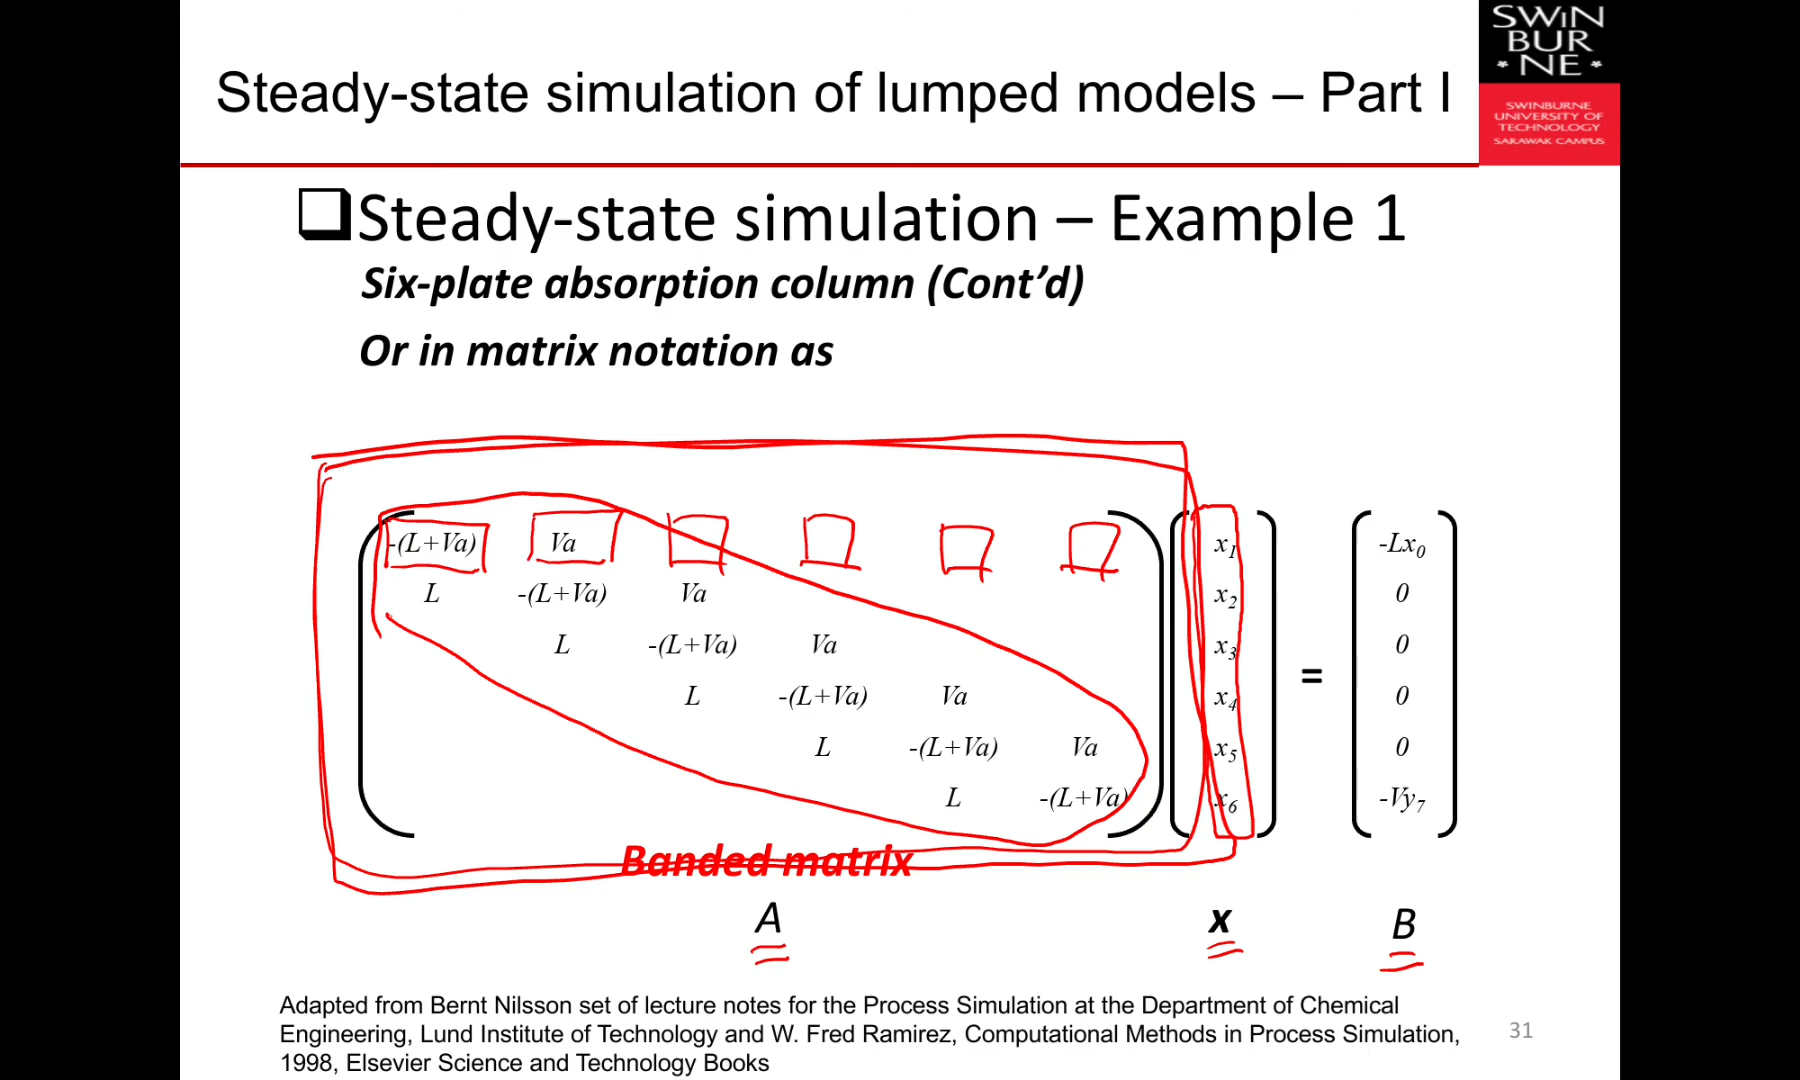 SWiN
BUR
* NE *
SWINBURNE
UNIVERSITY OF
TECHNOLOGY
SARAWAK CAMPUS
Steady-state simulation of lumped models – Part I
❑Steady-state simulation – Example 1
Six-plate absorption column (Cont’d)
Or in matrix notation as
-(L+Va) Va x1 -Lx0
L -(L+Va) Va x2 0
L -(L+Va) Va x3 0
L -(L+Va) Va x4 = 0
L -(L+Va) Va x5 0
L -(L+Va) x6 -Vy7
Banded matrix
A x B
Adapted from Bernt Nilsson set of lecture notes for the Process Simulation at the Department of Chemical
Engineering, Lund Institute of Technology and W. Fred Ramirez, Computational Methods in Process Simulation,
1998, Elsevier Science and Technology Books
31